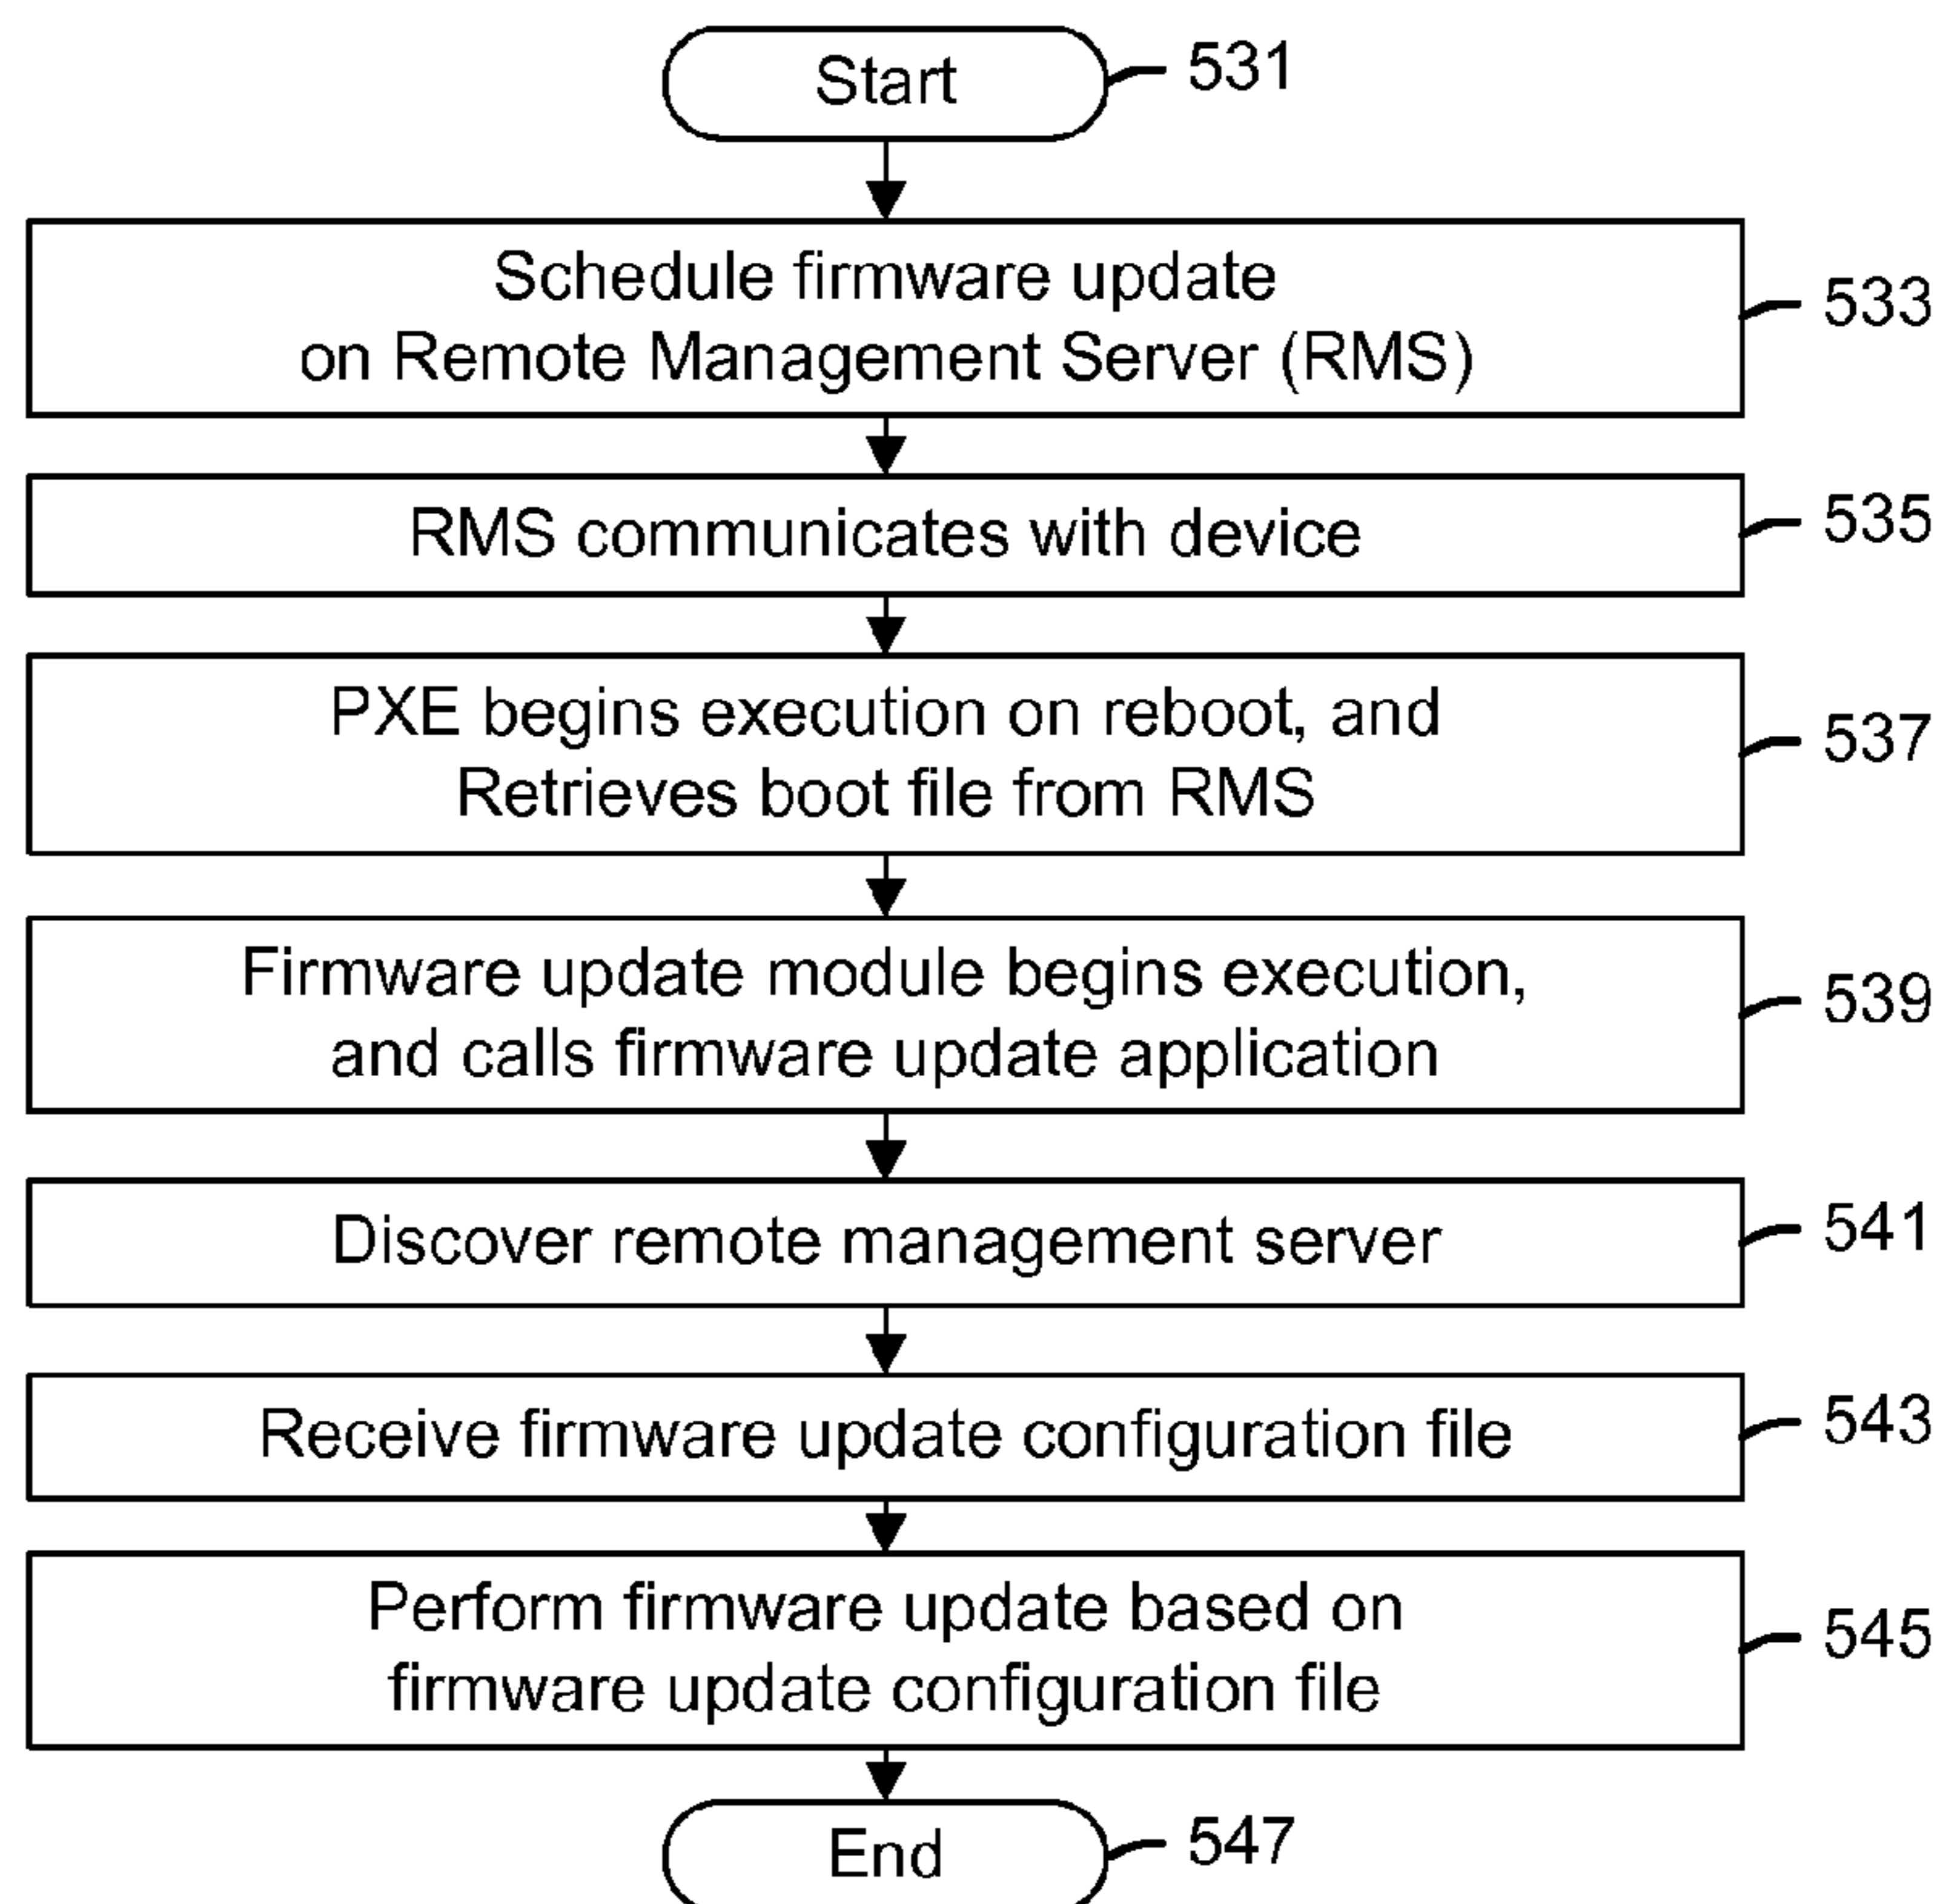 Start
531
Schedule firmware update
on Remote Management Server (RMS)
533
RMS communicates with device
535
PXE begins execution on reboot, and
Retrieves boot file from RMS
537
Firmware update module begins execution,
and calls firmware update application
539
Discover remote management server
541
Receive firmware update configuration file
543
Perform firmware update based on
firmware update configuration file
545
End
547